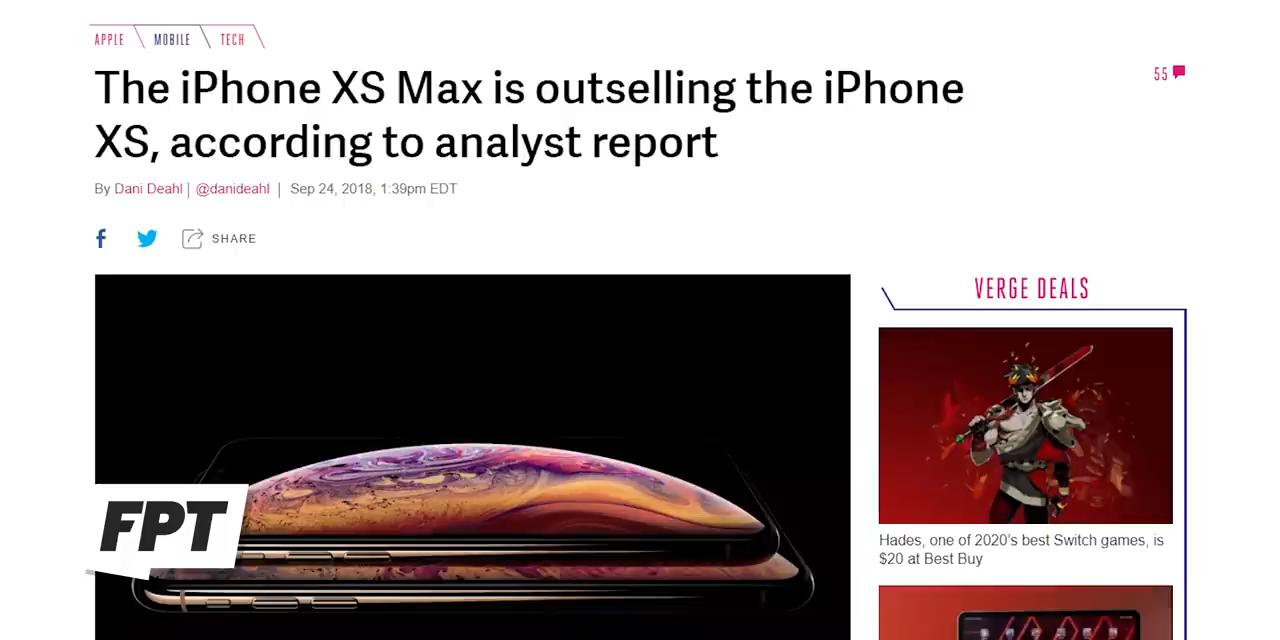 APPLE MOBILE TECH
The iPhone XS Max is outselling the iPhone
XS, according to analyst report
55
By Dani Deahl | @danideahl | Sep 24, 2018, 1:39pm EDT
SHARE
VERGE DEALS
FPT
Hades, one of 2020's best Switch games, is
$20 at Best Buy